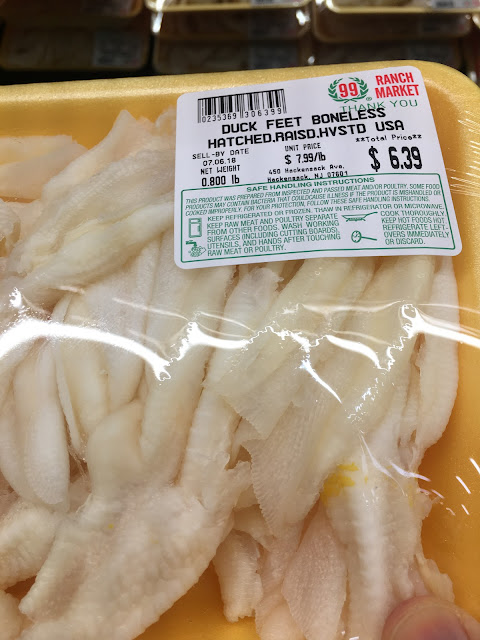 99 RANCH MARKET
®
THANK YOU
0235369306399
DUCK FEET BONELESS
HATCHED.RAISD.HVSTD USA
SELL-BY DATE
07.06.18
NET WEIGHT
0.800 lb
UNIT PRICE
$ 7.99/lb
**Total Price**
$ 6.39
450 Hackensack Ave.
Hackensack, NJ 07601
SAFE HANDLING INSTRUCTIONS
THIS PRODUCT WAS PREPARED FROM INSPECTED AND PASSED MEAT AND/OR POULTRY. SOME FOOD
PRODUCTS MAY CONTAIN BACTERIA THAT COULD CAUSE ILLNESS IF THE PRODUCT IS MISHANDLED OR
COOKED IMPROPERLY. FOR YOUR PROTECTION, FOLLOW THESE SAFE HANDLING INSTRUCTIONS.
KEEP REFRIGERATED OR FROZEN. THAW IN REFRIGERATOR OR MICROWAVE.
KEEP RAW MEAT AND POULTRY SEPARATE
FROM OTHER FOODS. WASH WORKING
SURFACES (INCLUDING CUTTING BOARDS),
UTENSILS, AND HANDS AFTER TOUCHING
RAW MEAT OR POULTRY.
COOK THOROUGHLY.
KEEP HOT FOODS HOT.
REFRIGERATE LEFT-
OVERS IMMEDIATELY
OR DISCARD.